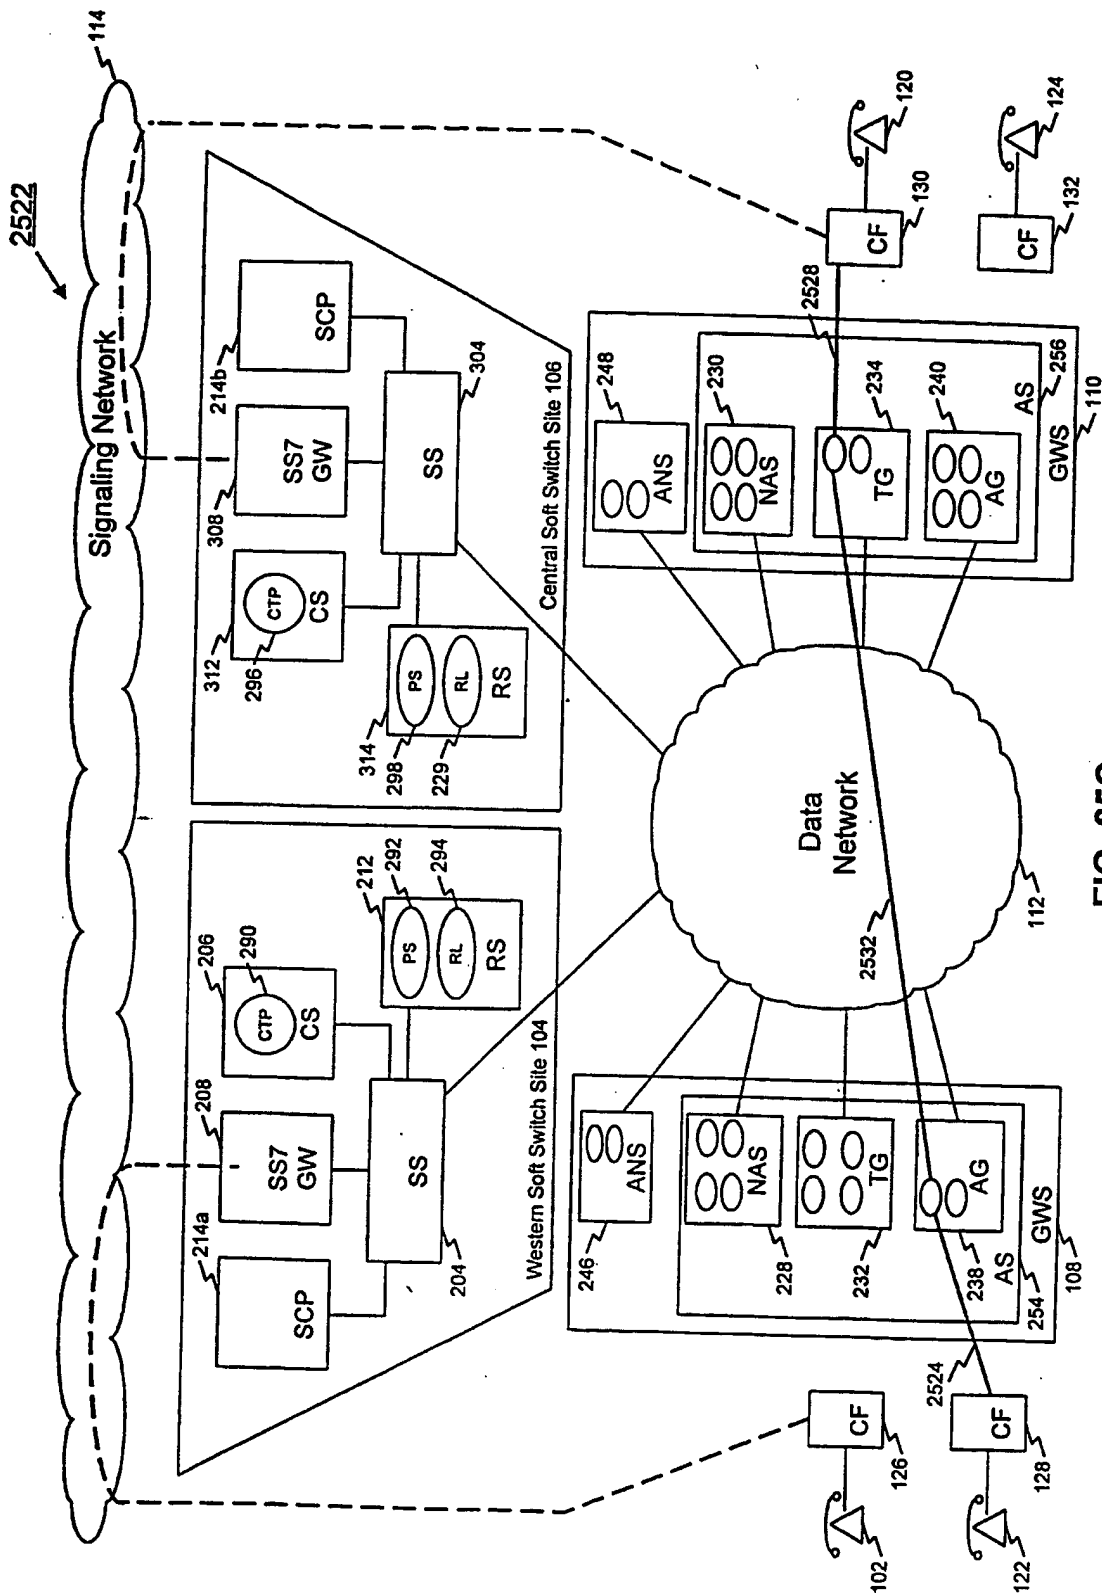 2522
114
Signaling Network
214a
SCP
208
SS7
GW
206
290
CTP
CS
SS
204
212
292
PS
294
RL
RS
Western Soft Switch Site 104
312
CTP
296
CS
308
SS7
GW
214b
SCP
SS
304
314
298
PS
229
RL
RS
Central Soft Switch Site 106
102
126
CF
122
128
CF
2524
246
ANS
228
NAS
232
TG
238
AG
254
AS
108
GWS
Data
Network
112
2532
248
ANS
230
NAS
234
TG
240
AG
AS
256
GWS
110
2528
CF
130
120
CF
132
124